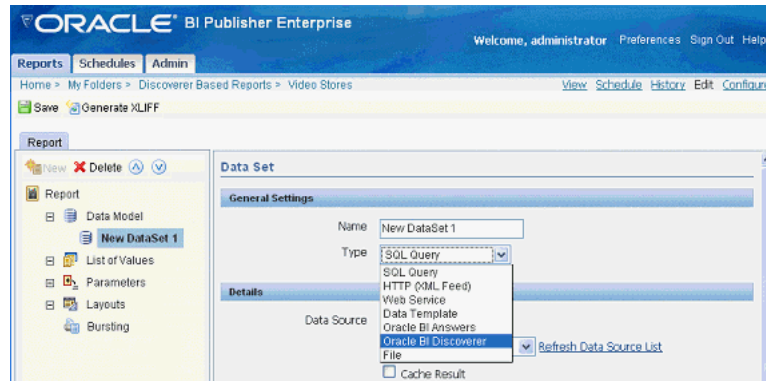 ORACLE BI Publisher Enterprise
Welcome, administrator Preferences Sign Out Help
Reports Schedules Admin
Home > My Folders > Discoverer Based Reports > Video Stores View Schedule History Edit Configure
Save Generate XLIFF
Report
New Delete
Data Set
Report
General Settings
Data Model
Name New DataSet 1
New DataSet 1
Type SQL Query
List of Values
SQL Query
Parameters
HTTP (XML Feed)
Details
Web Service
Layouts
Data Template
Data Source
Bursting
Oracle BI Answers
Oracle BI Discoverer
Refresh Data Source List
File
Cache Result